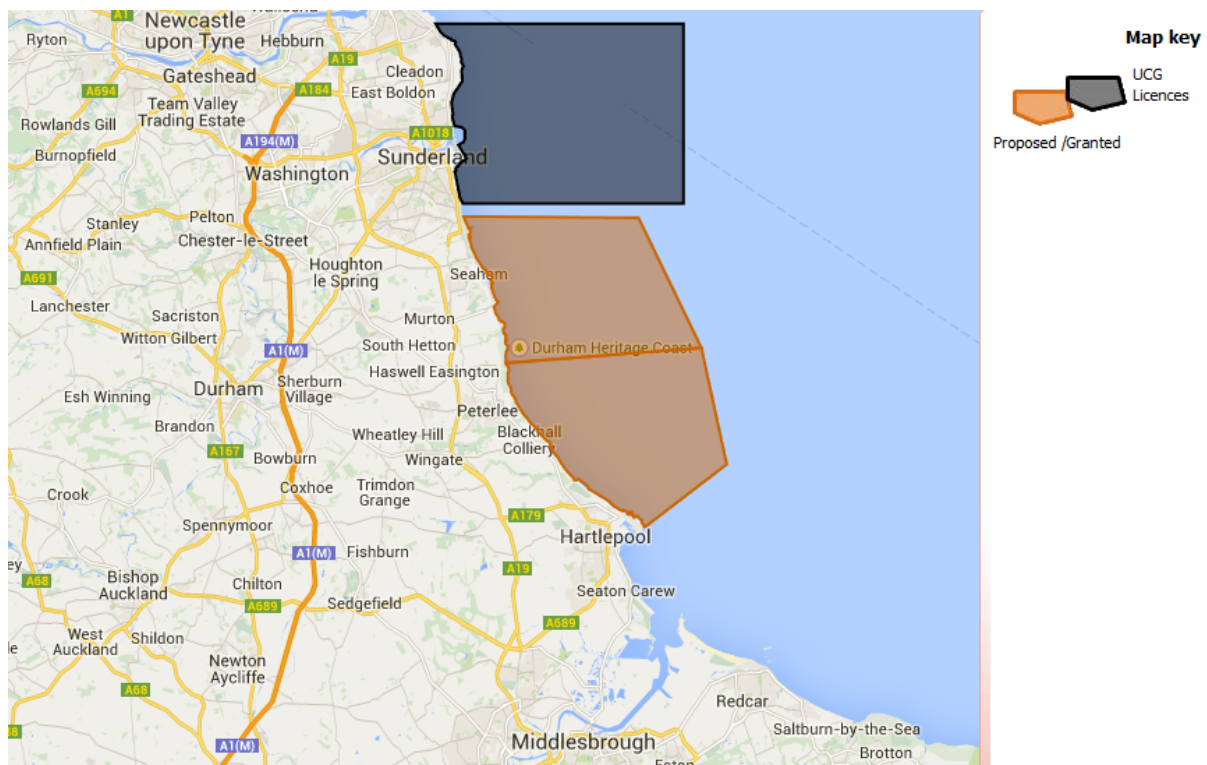 Newcastle
upon Tyne
Hebburn
Ryton
A1
A19
Gateshead
Cleadon
A184
East Boldon
A694
Team Valley
Trading Estate
Rowlands Gill
A194(M)
A1018
Burnopfield
Sunderland
Washington
Stanley
Pelton
Annfield Plain
Chester-le-Street
A691
Houghton
le Spring
Seaham
Lanchester
Sacriston
Murton
Witton Gilbert
South Hetton
A1(M)
Durham Heritage Coast
Haswell
Easington
Sherburn
Village
Durham
Esh Winning
Peterlee
Brandon
Wheatley Hill
Blackhall
Colliery
A167
Bowburn
Wingate
Coxhoe
Trimdon
Grange
Crook
A179
Spennymoor
Hartlepool
A1(M)
Fishburn
A19
A68
Bishop
Auckland
Chilton
Seaton Carew
A689
Sedgefield
A689
West
Auckland
Shildon
Newton
Aycliffe
A68
Redcar
A1(M)
Middlesbrough
Saltburn-by-the-Sea
Brotton
Map key
UCG
Licences
Proposed /Granted